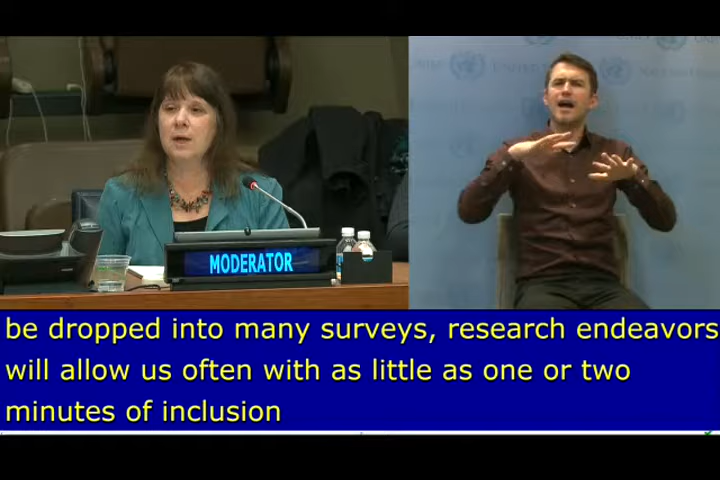 MODERATOR
be dropped into many surveys, research endeavors
will allow us often with as little as one or two
minutes of inclusion